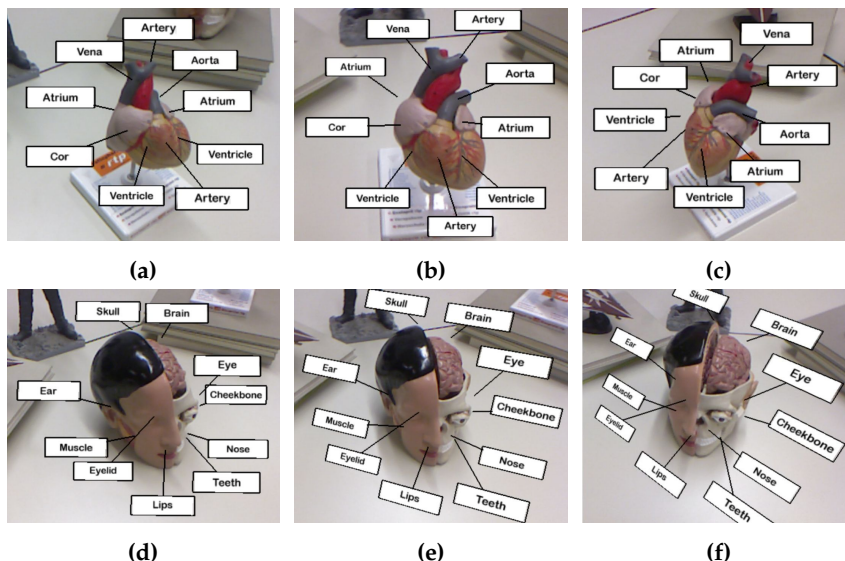 Artery
Vena
Aorta
Atrium
Atrium
Cor
Ventricle
Ventricle
Artery
rtp
Vena
Artery
Atrium
Aorta
Cor
Atrium
Ventricle
Ventricle
Artery
Vena
Atrium
Cor
Artery
Ventricle
Aorta
Artery
Atrium
Ventricle
(a)
(b)
(c)
Skull
Brain
Eye
Ear
Cheekbone
Muscle
Nose
Eyelid
Teeth
Lips
Skull
Brain
Ear
Eye
Cheekbone
Muscle
Eyelid
Nose
Lips
Teeth
Skull
Brain
Ear
Eye
Muscle
Eyelid
Cheekbone
Lips
Nose
Teeth
(d)
(e)
(f)